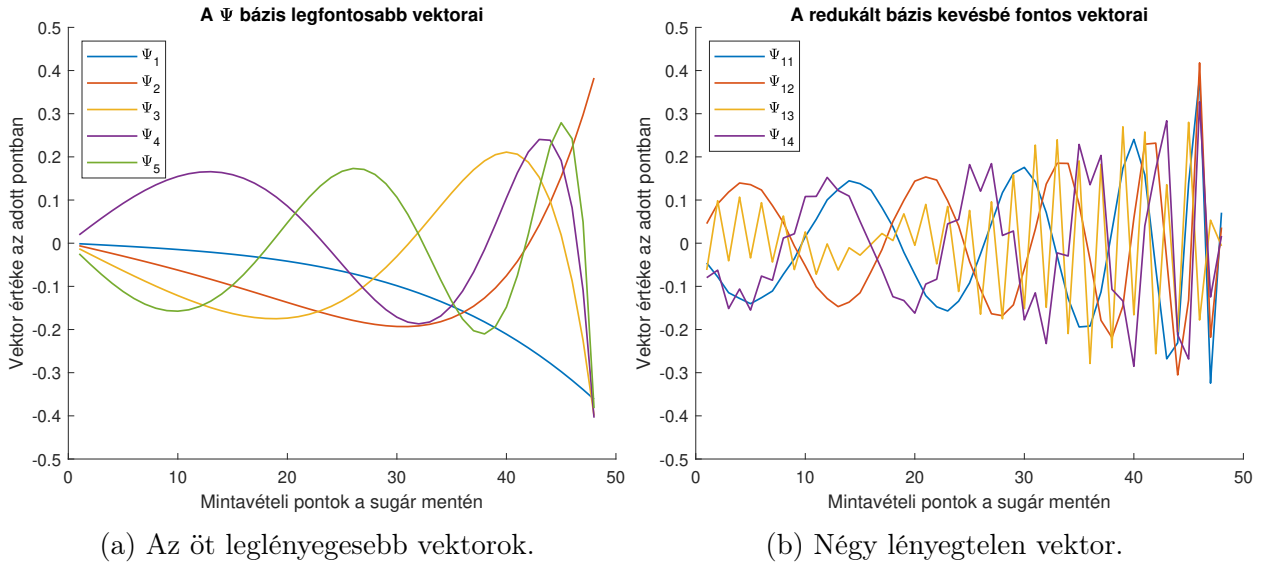 A Ψ bázis legfontosabb vektorai
Vektor értéke az adott pontban
0.5
0.4
0.3
0.2
0.1
0
-0.1
-0.2
-0.3
-0.4
-0.5
Ψ1
Ψ2
Ψ3
Ψ4
Ψ5
0 10 20 30 40 50
Mintavételi pontok a sugár mentén
(a) Az öt leglényegesebb vektorok.
A redukált bázis kevésbé fontos vektorai
Vektor értéke az adott pontban
0.5
0.4
0.3
0.2
0.1
0
-0.1
-0.2
-0.3
-0.4
-0.5
Ψ11
Ψ12
Ψ13
Ψ14
0 10 20 30 40 50
Mintavételi pontok a sugár mentén
(b) Négy lényegtelen vektor.